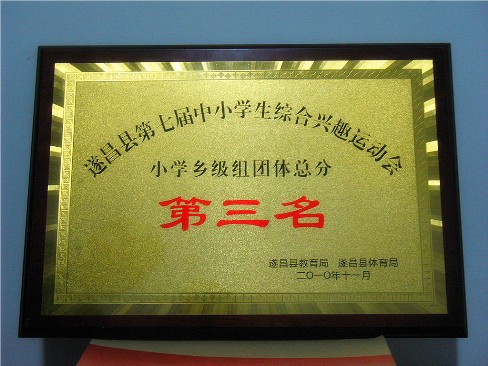 遂昌县第七届中小学生综合兴趣运动会
小学乡级组团体总分
第三名
遂昌县教育局 遂昌县体育局
二〇一〇年十一月